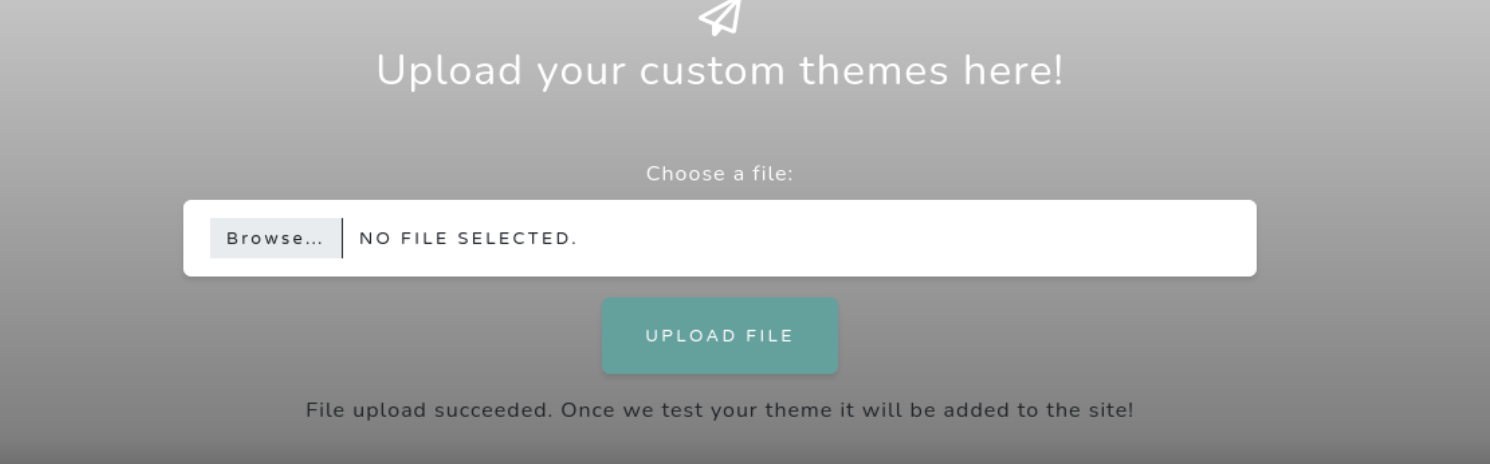 Upload your custom themes here!
Choose a file:
Browse... NO FILE SELECTED.
UPLOAD FILE
File upload succeeded. Once we test your theme it will be added to the site!